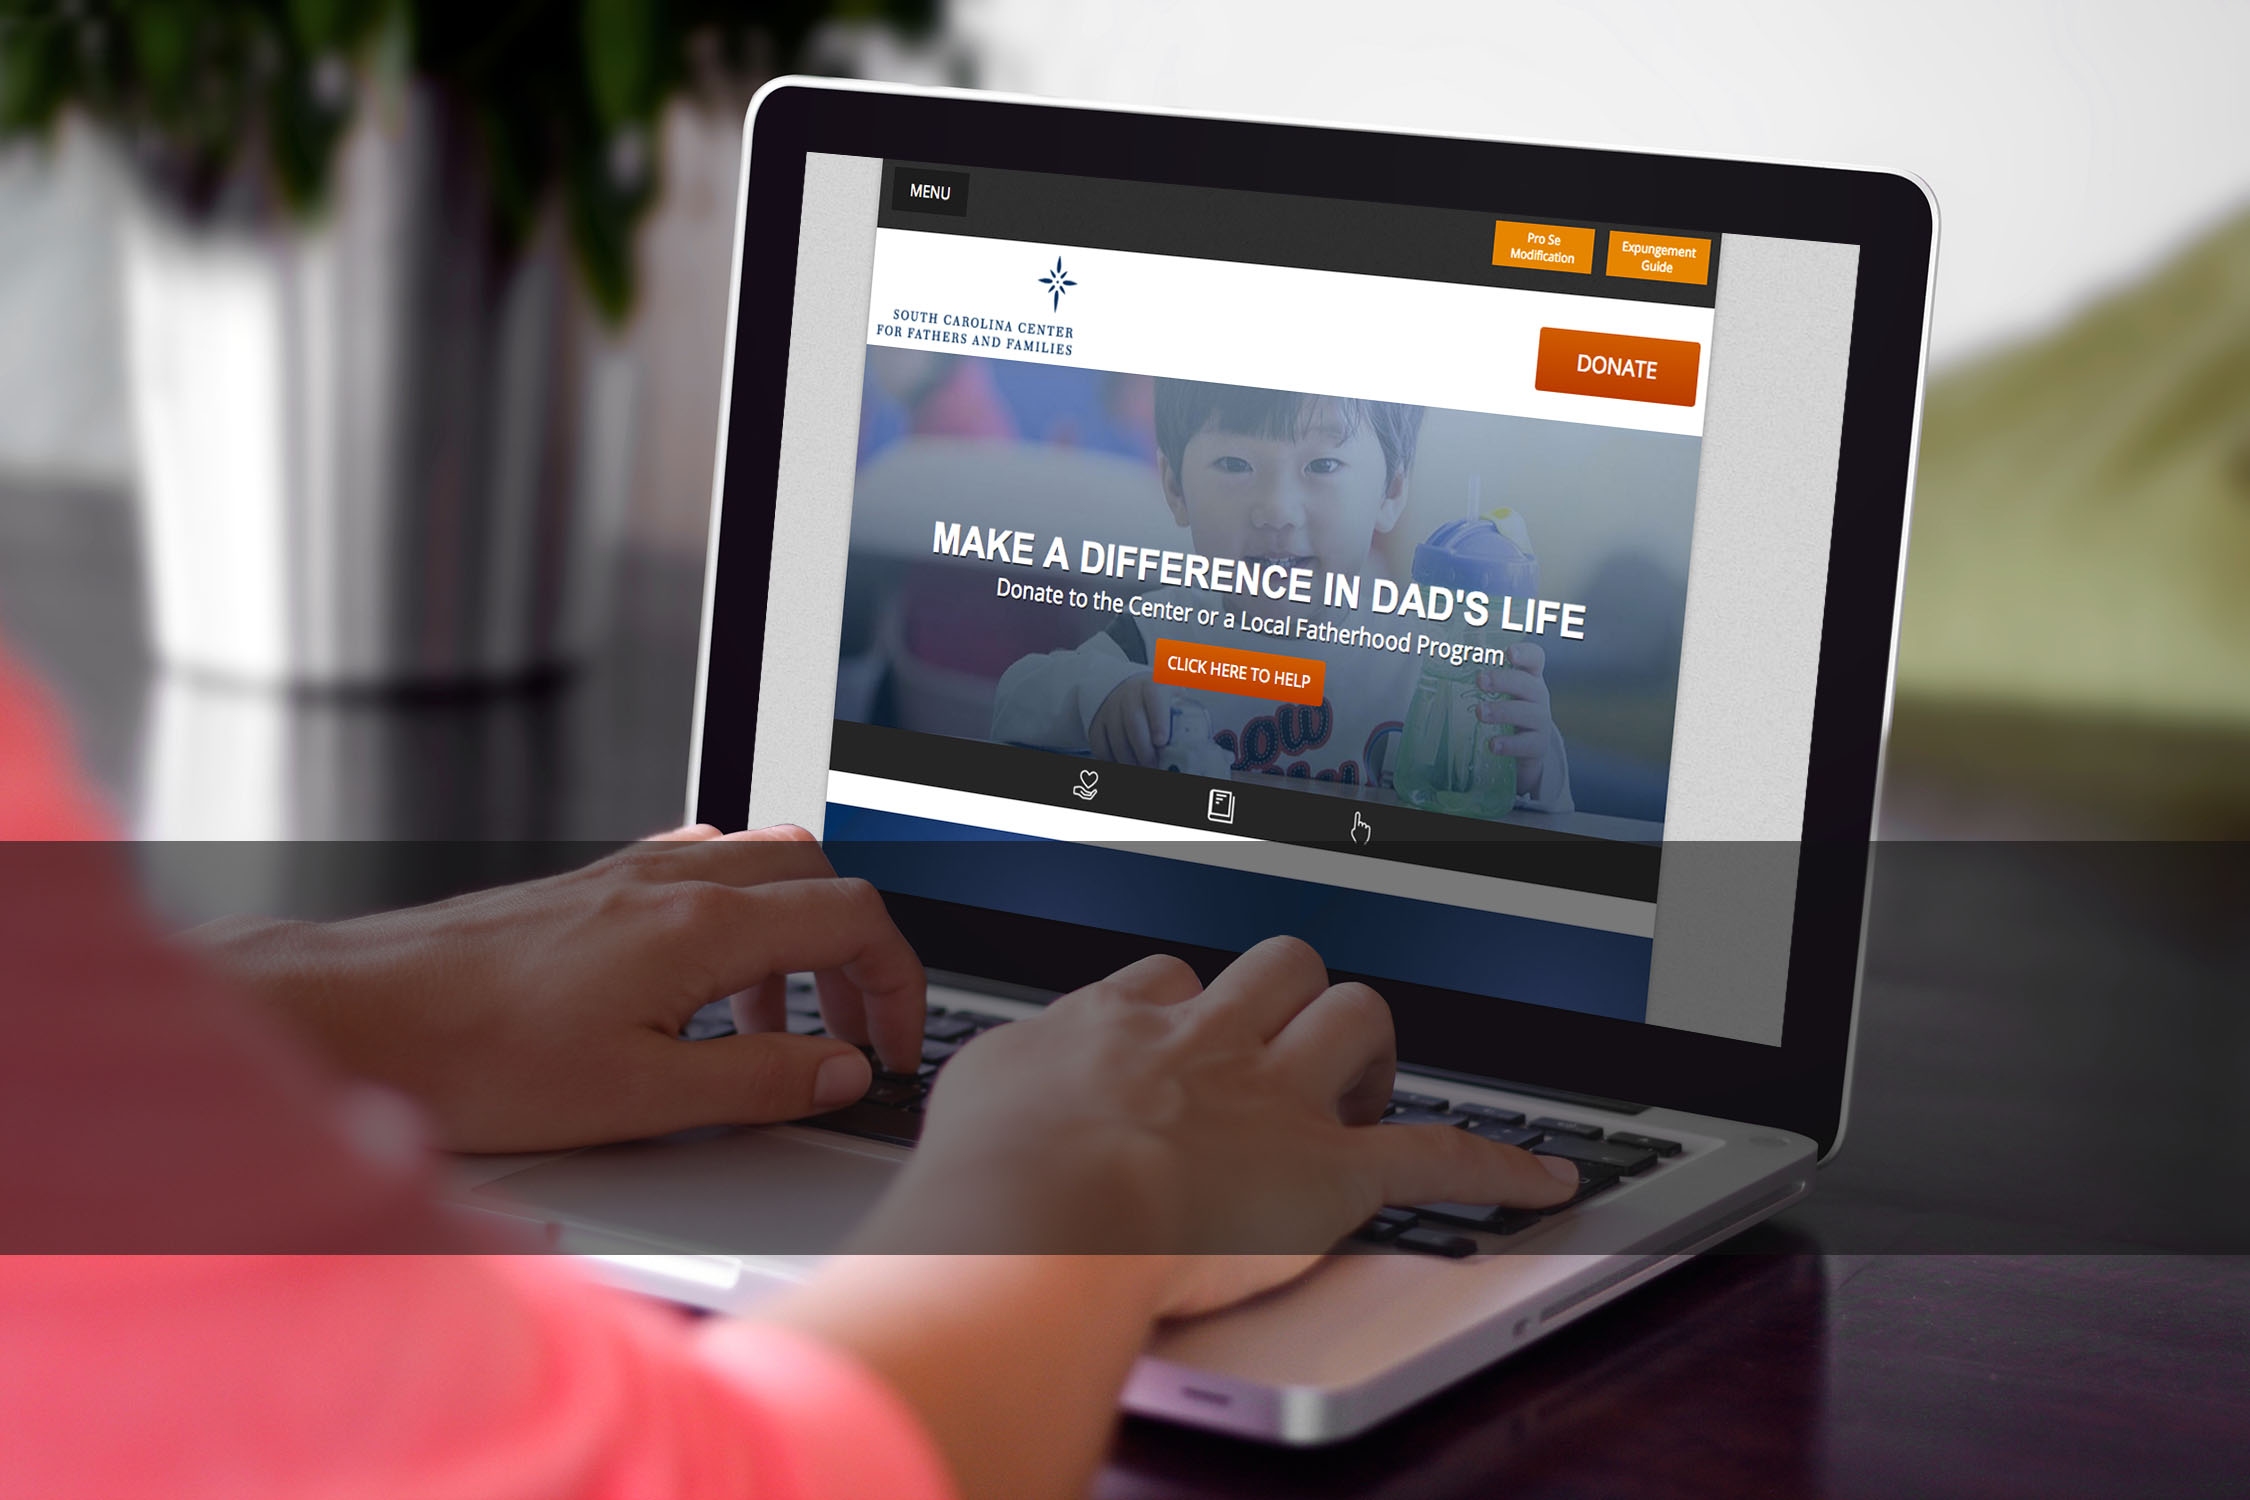 MENU
Pro Se
Modification
Expungement
Guide
SOUTH CAROLINA CENTER
FOR FATHERS AND FAMILIES
DONATE
MAKE A DIFFERENCE IN DAD'S LIFE
Donate to the Center or a Local Fatherhood Program
CLICK HERE TO HELP